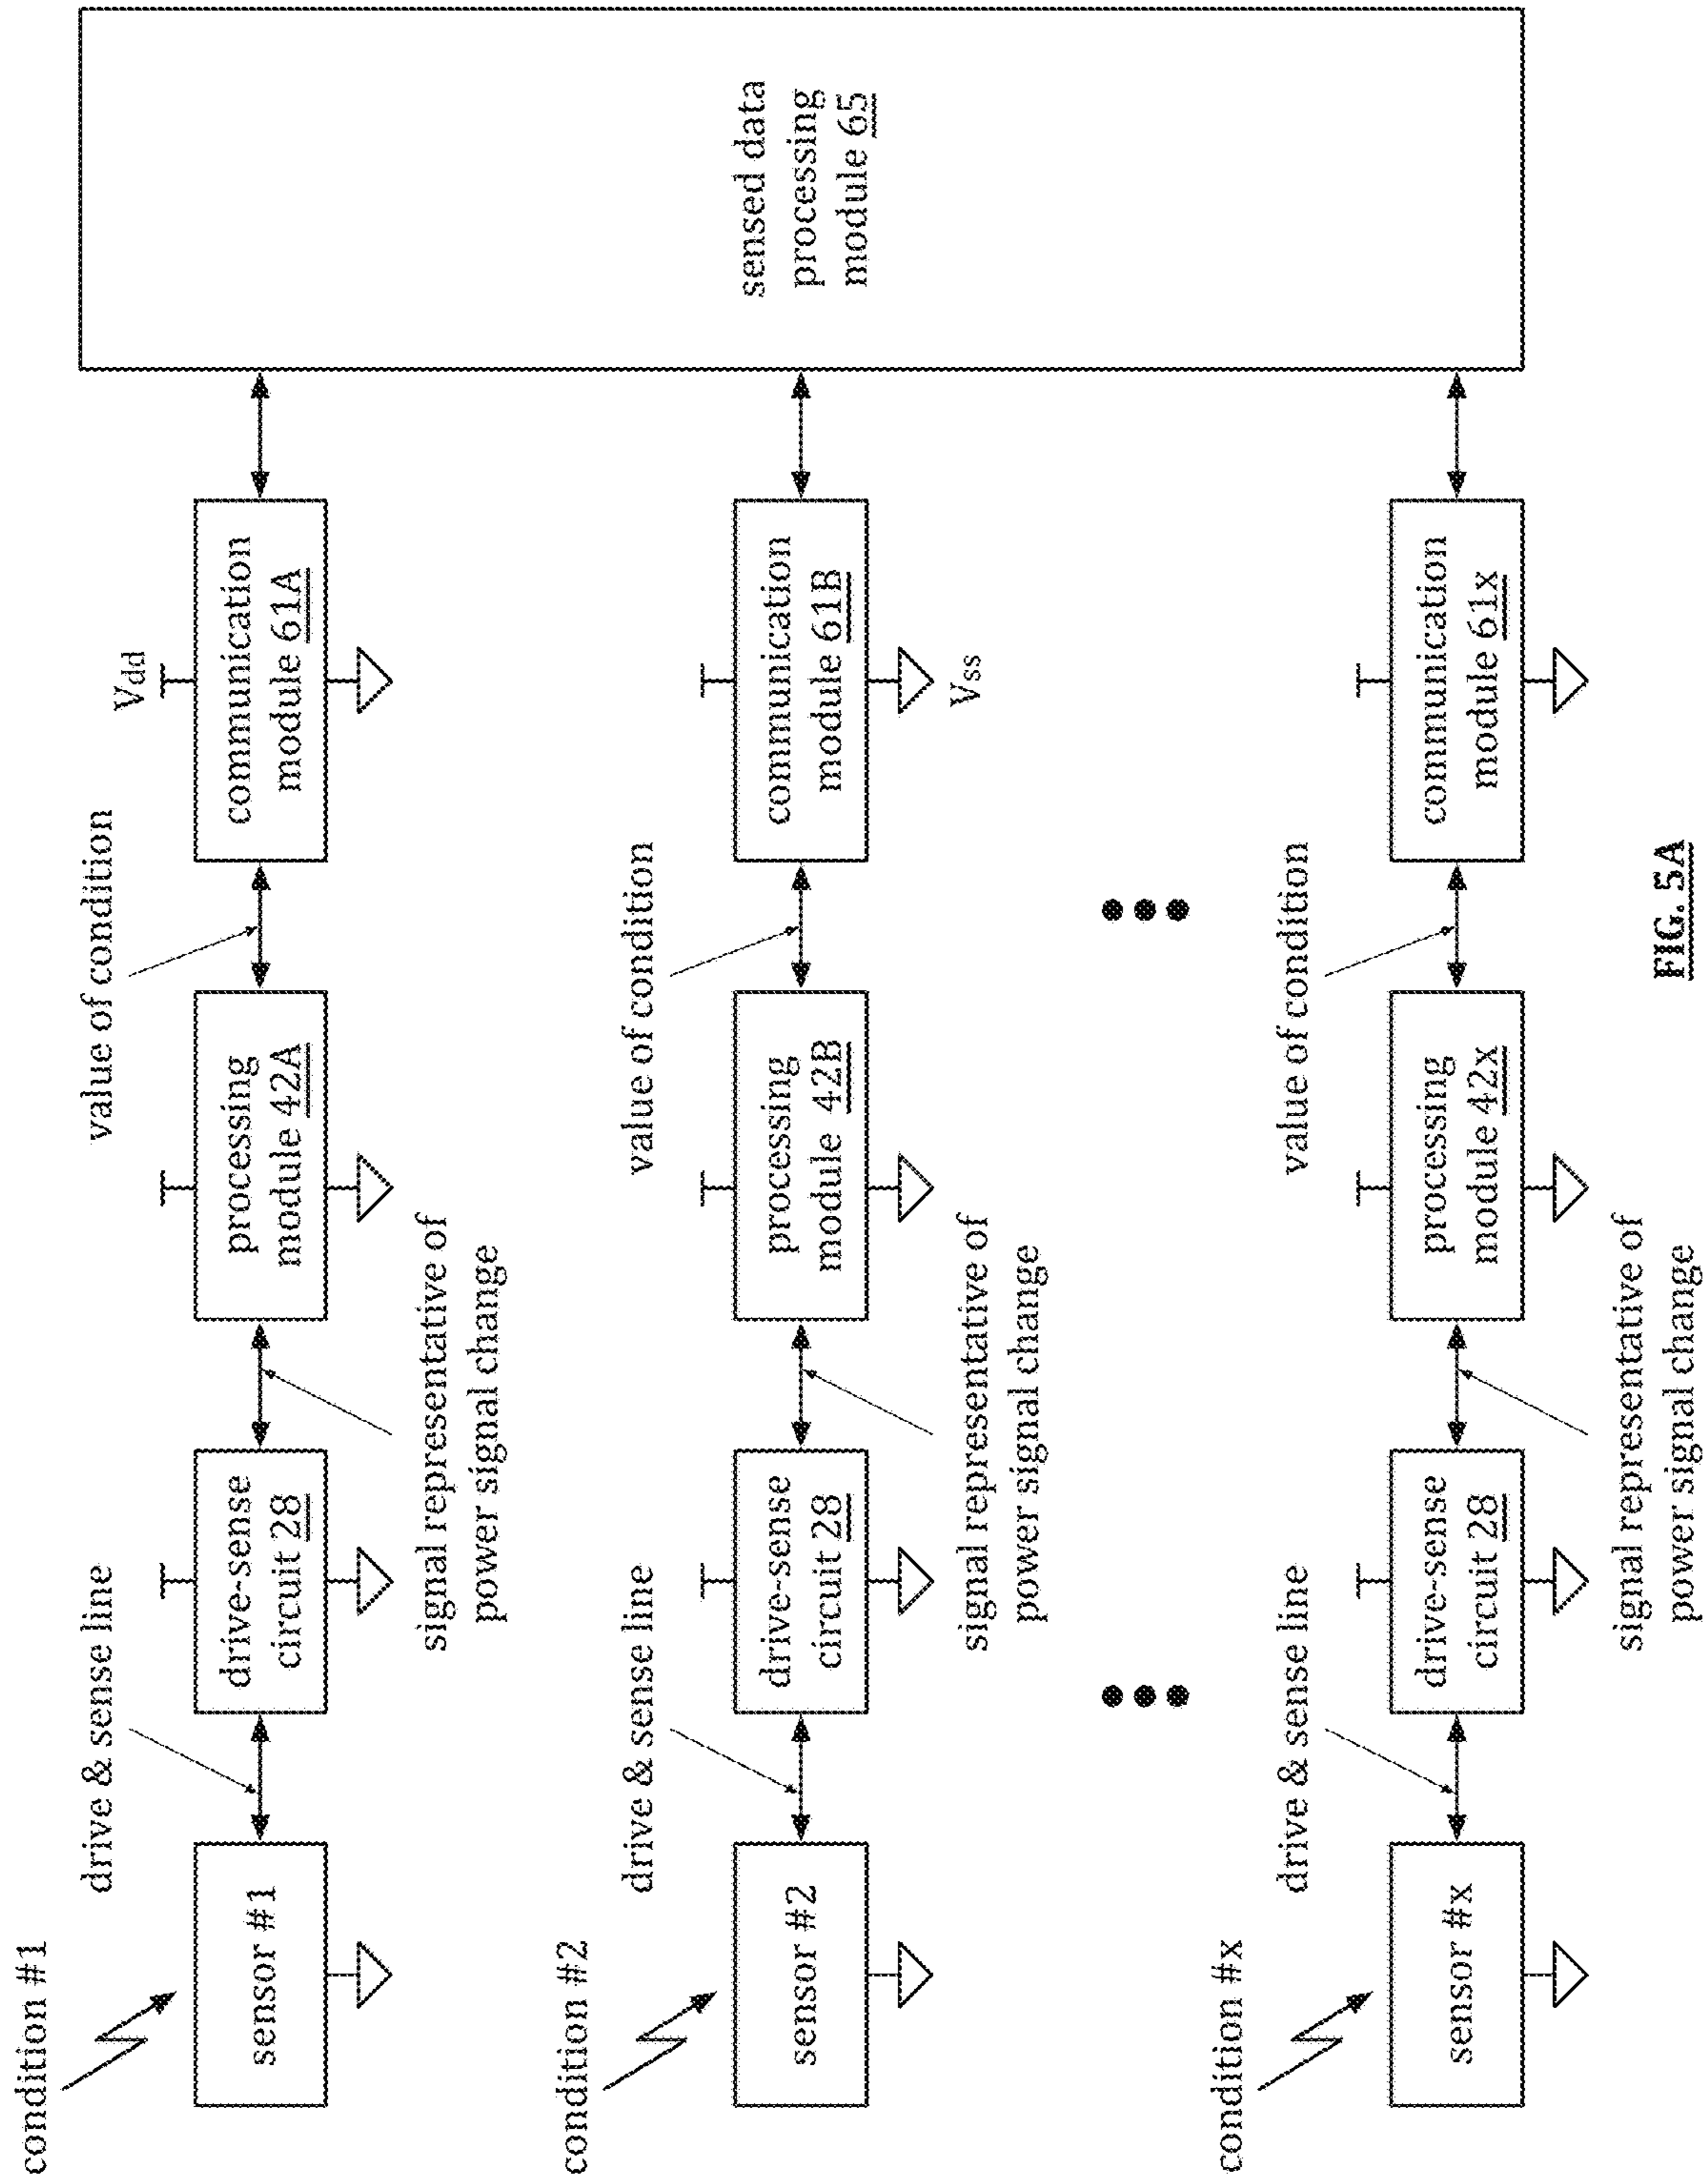 condition #1
sensor #1
drive & sense line
drive-sense
circuit 28
signal representative of
power signal change
processing
module 42A
value of condition
Vdd
communication
module 61A
condition #2
sensor #2
drive & sense line
drive-sense
circuit 28
signal representative of
power signal change
processing
module 42B
value of condition
communication
module 61B
Vss
condition #x
sensor #x
drive & sense line
drive-sense
circuit 28
signal representative of
power signal change
processing
module 42x
value of condition
communication
module 61x
sensed data
processing
module 65
FIG. 5A